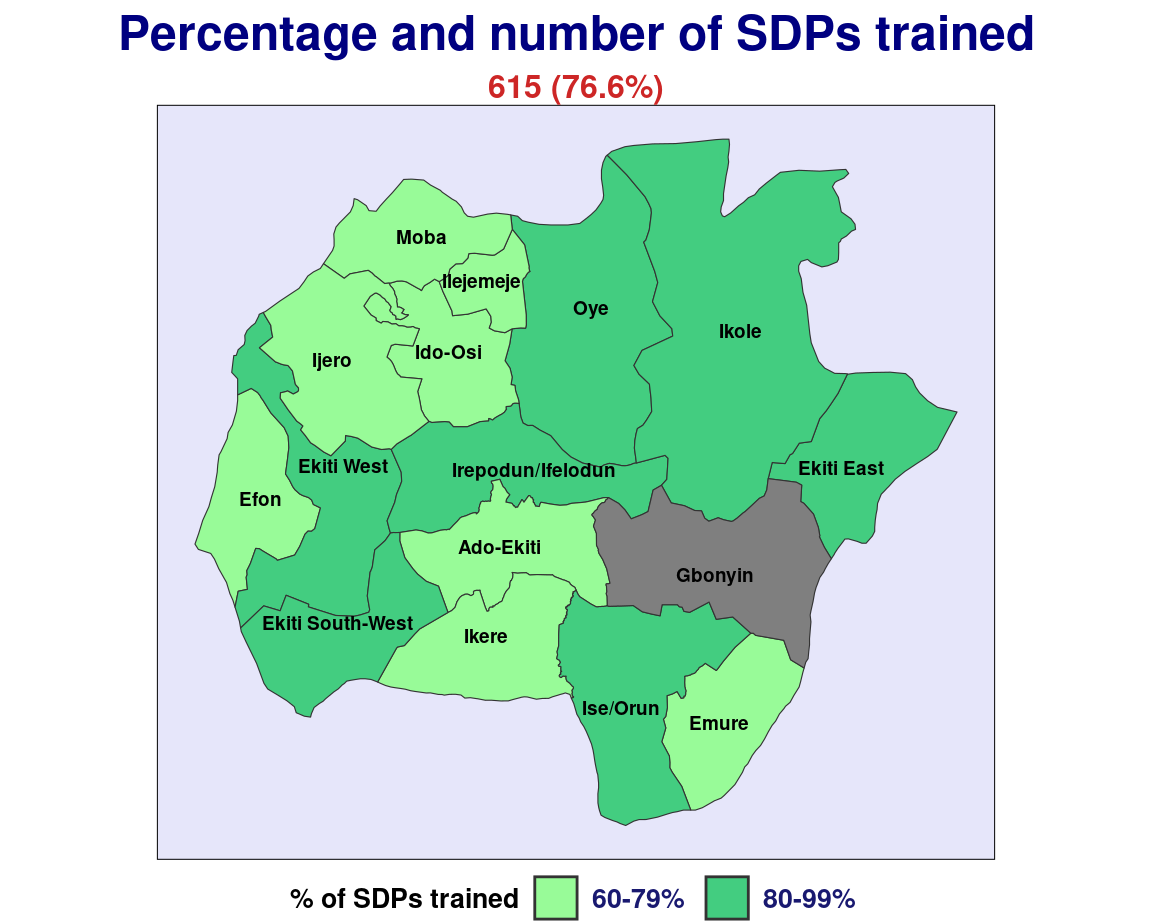 Percentage and number of SDPs trained
615 (76.6%)
Moba
Ilejemeje
Oye
Ikole
Ijero
Ido-Osi
Ekiti West
Irepodun/Ifelodun
Ekiti East
Efon
Ado-Ekiti
Gbonyin
Ekiti South-West
Ikere
Ise/Orun
Emure
% of SDPs trained 60-79% 80-99%